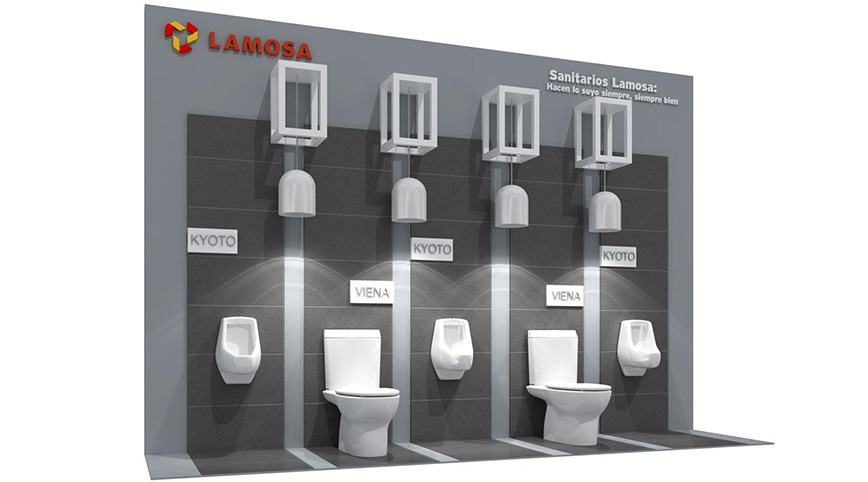 LAMOSA
Sanitarios Lamosa:
Hacen lo suyo siempre, siempre bien
KYOTO
VIENA
KYOTO
VIENA
KYOTO